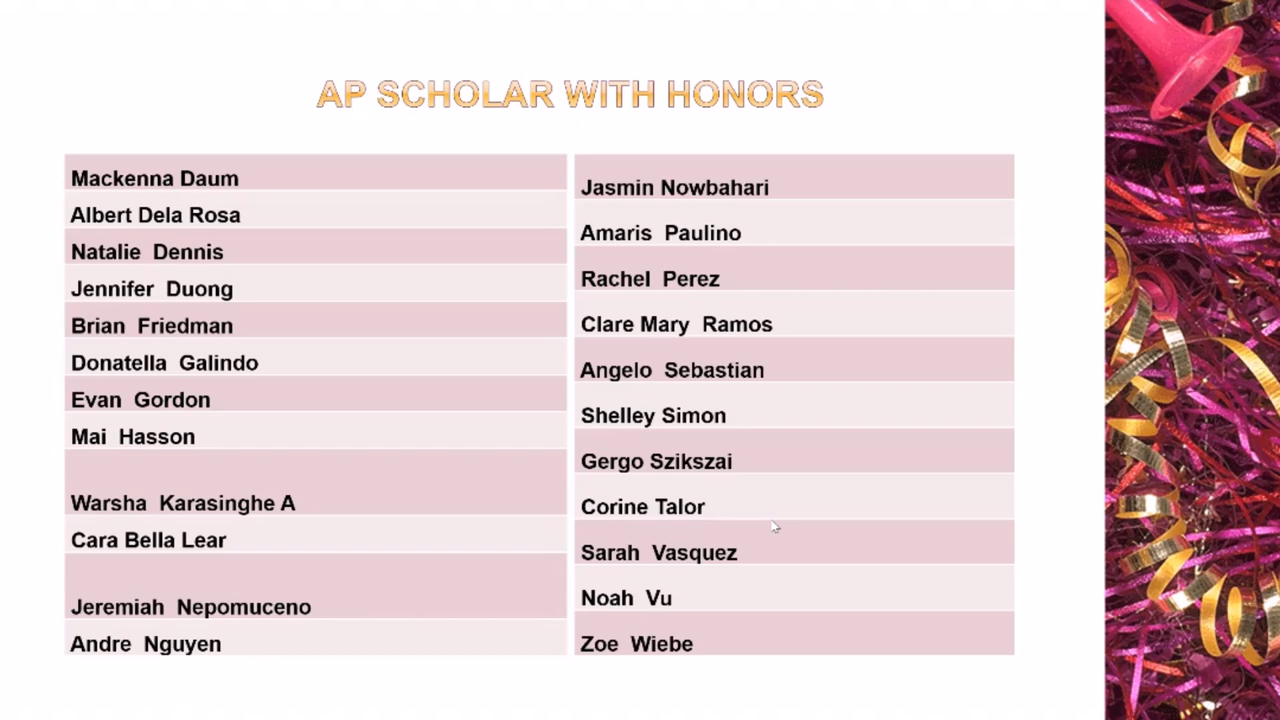 AP SCHOLAR WITH HONORS
Mackenna Daum
Albert Dela Rosa
Natalie Dennis
Jennifer Duong
Brian Friedman
Donatella Galindo
Evan Gordon
Mai Hasson
Warsha Karasinghe A
Cara Bella Lear
Jeremiah Nepomuceno
Andre Nguyen
Jasmin Nowbahari
Amaris Paulino
Rachel Perez
Clare Mary Ramos
Angelo Sebastian
Shelley Simon
Gergo Szikszai
Corine Talor
Sarah Vasquez
Noah Vu
Zoe Wiebe